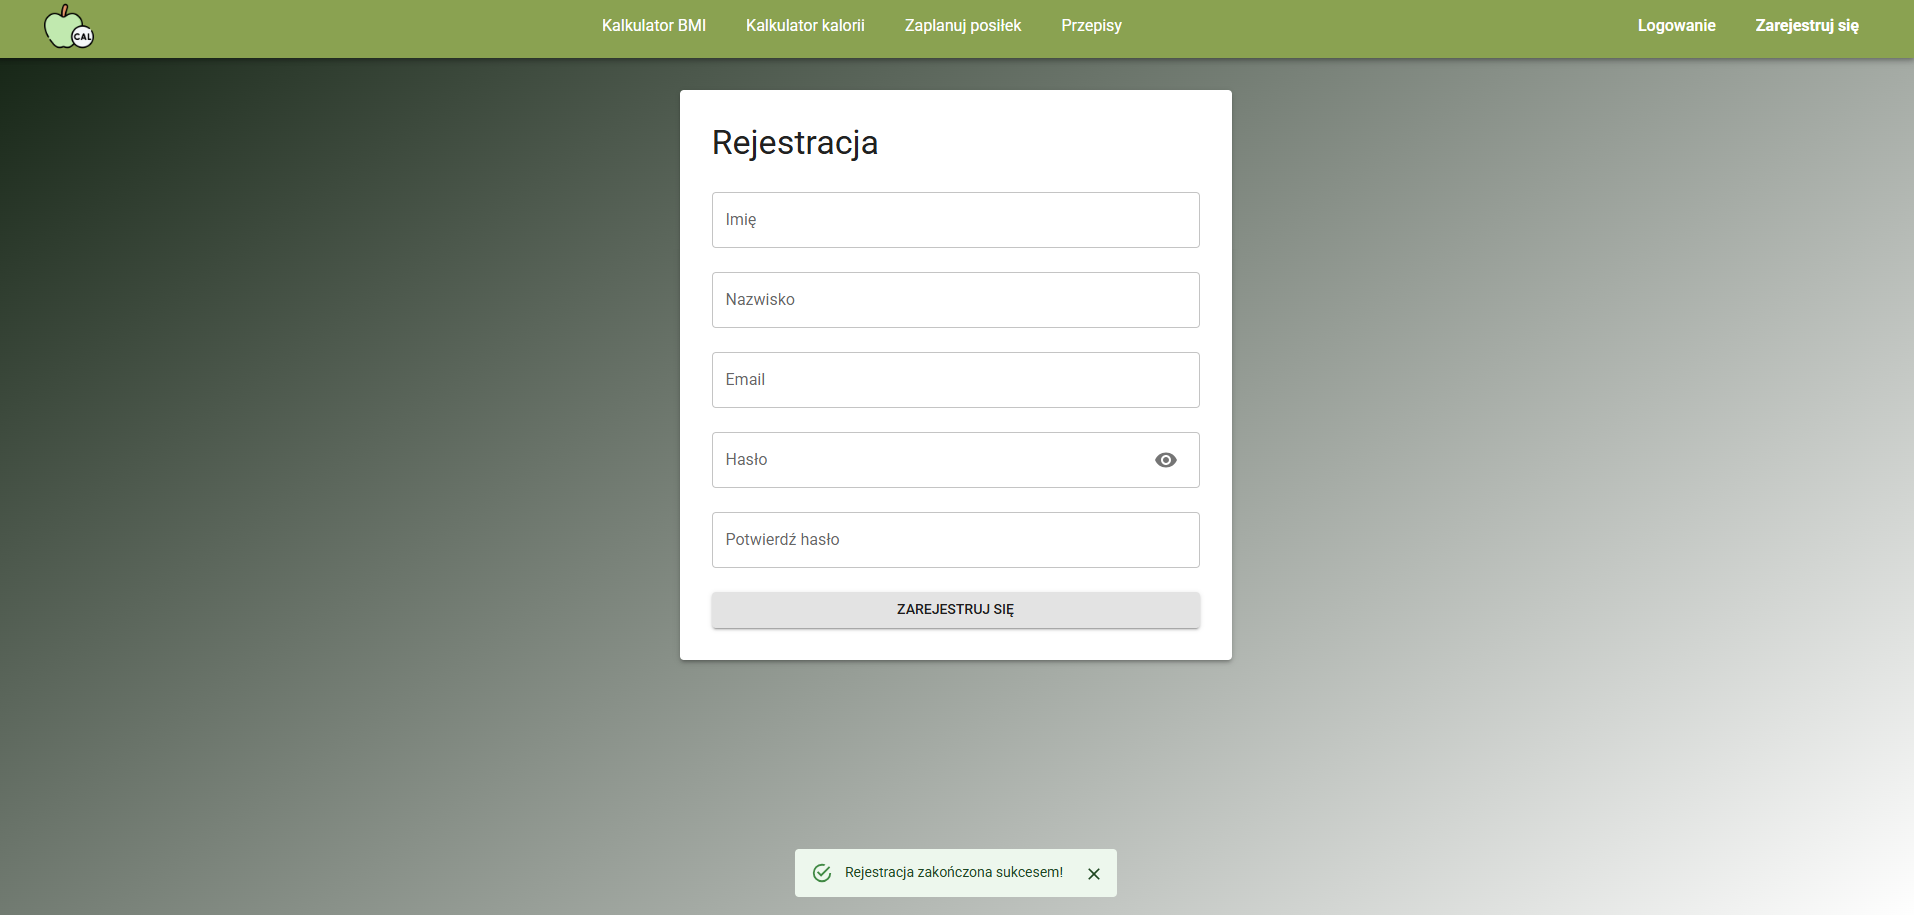 CAL
Kalkulator BMI
Kalkulator kalorii
Zaplanuj posiłek
Przepisy
Logowanie
Zarejestruj się
Rejestracja
Imię
Nazwisko
Email
Hasło
Potwierdź hasło
ZAREJESTRUJ SIĘ
Rejestracja zakończona sukcesem!